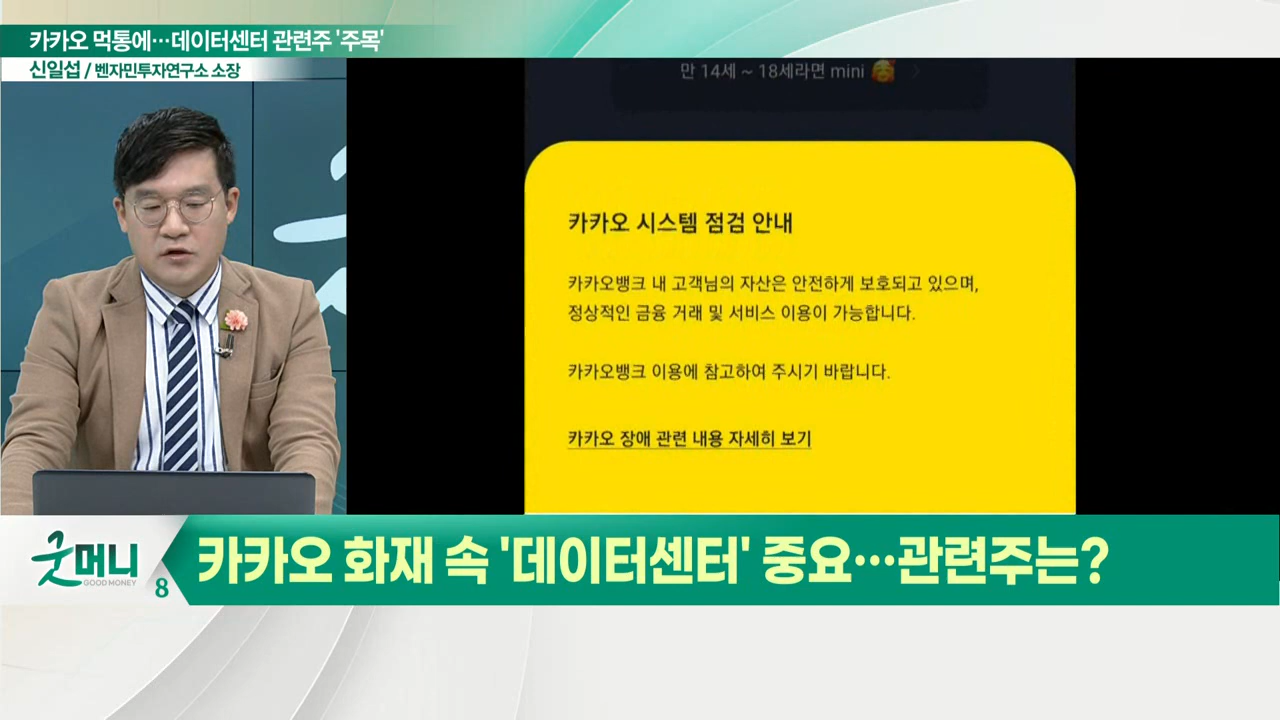 카카오 먹통에…데이터센터 관련주 '주목'
신일섭 / 벤자민투자연구소 소장
만 14세 ~ 18세라면 mini
카카오 시스템 점검 안내
카카오뱅크 내 고객님의 자산은 안전하게 보호되고 있으며,
정상적인 금융 거래 및 서비스 이용이 가능합니다.
카카오뱅크 이용에 참고하여 주시기 바랍니다.
카카오 장애 관련 내용 자세히 보기
굿머니
GOOD MONEY
8
카카오 화재 속 '데이터센터' 중요…관련주는?